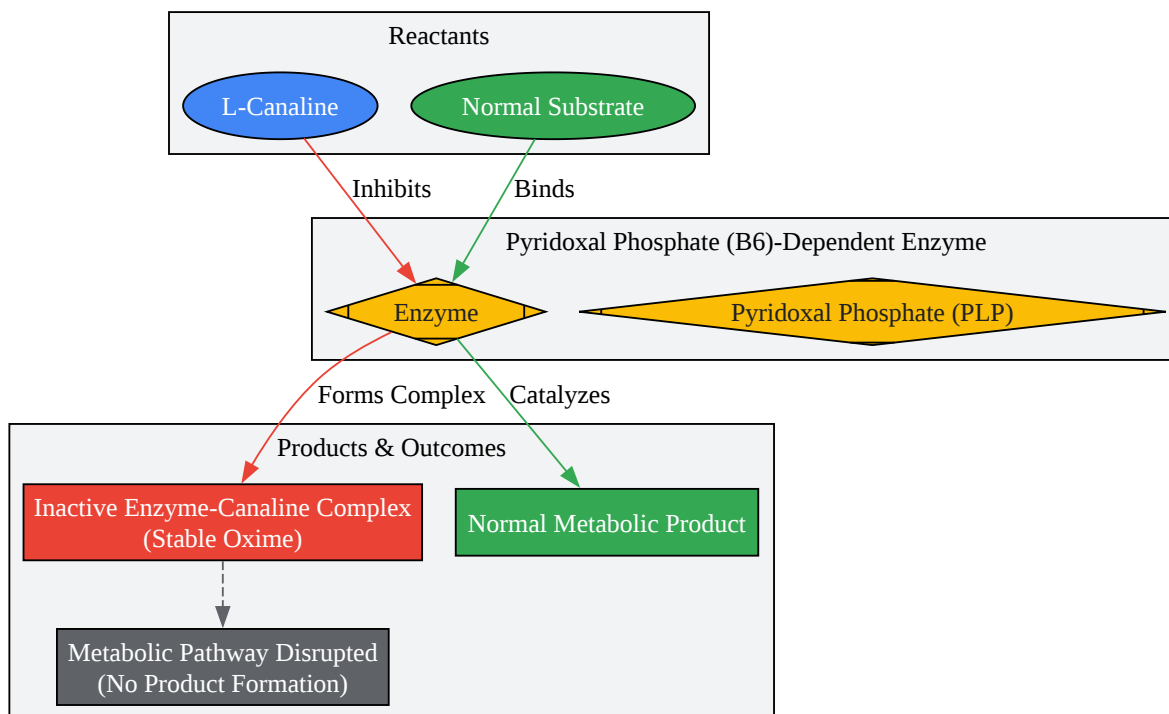 Reactants
L-Canaline
Normal Substrate
Inhibits
Binds
Pyridoxal Phosphate (B6)-Dependent Enzyme
Enzyme
Pyridoxal Phosphate (PLP)
Forms Complex
Catalyzes
Products & Outcomes
Inactive Enzyme-Canaline Complex
(Stable Oxime)
Normal Metabolic Product
Metabolic Pathway Disrupted
(No Product Formation)